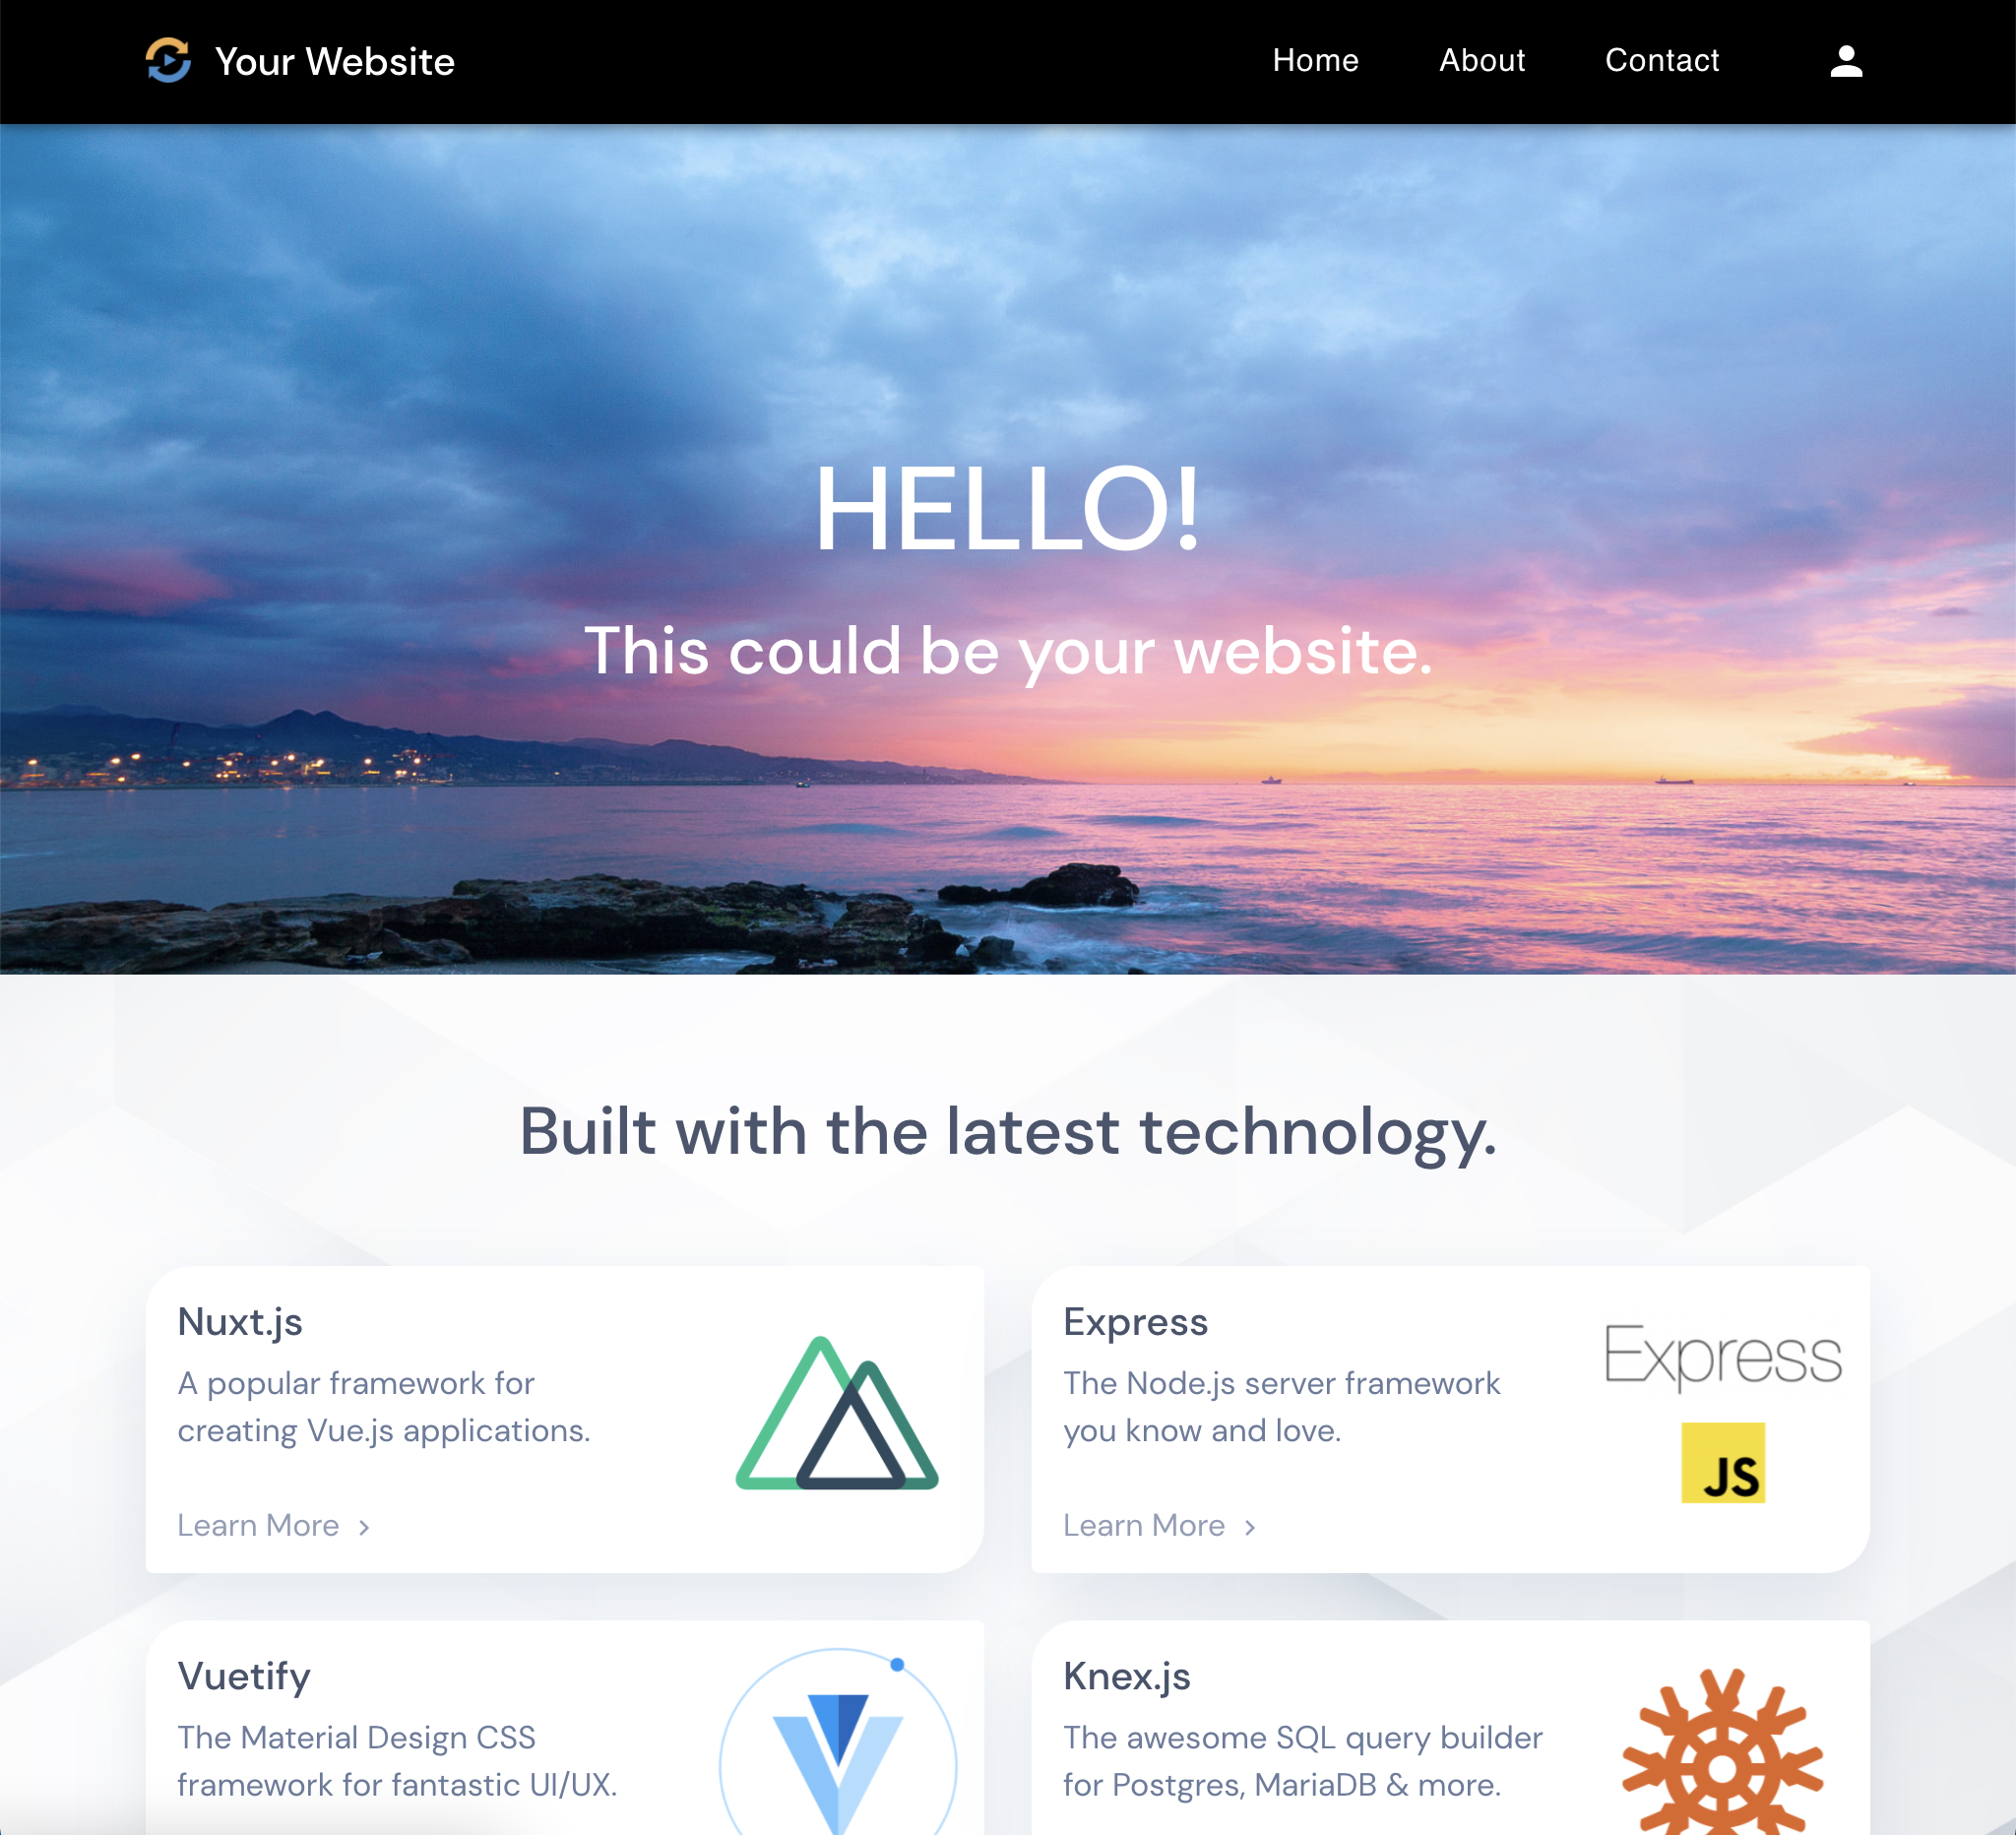 Your Website
Home
About
Contact
HELLO!
This could be your website.
Built with the latest technology.
Nuxt.js
A popular framework for
creating Vue.js applications.
Learn More
Express
The Node.js server framework
you know and love.
Learn More
Express
JS
Vuetify
The Material Design CSS
framework for fantastic UI/UX.
Knex.js
The awesome SQL query builder
for Postgres, MariaDB & more.